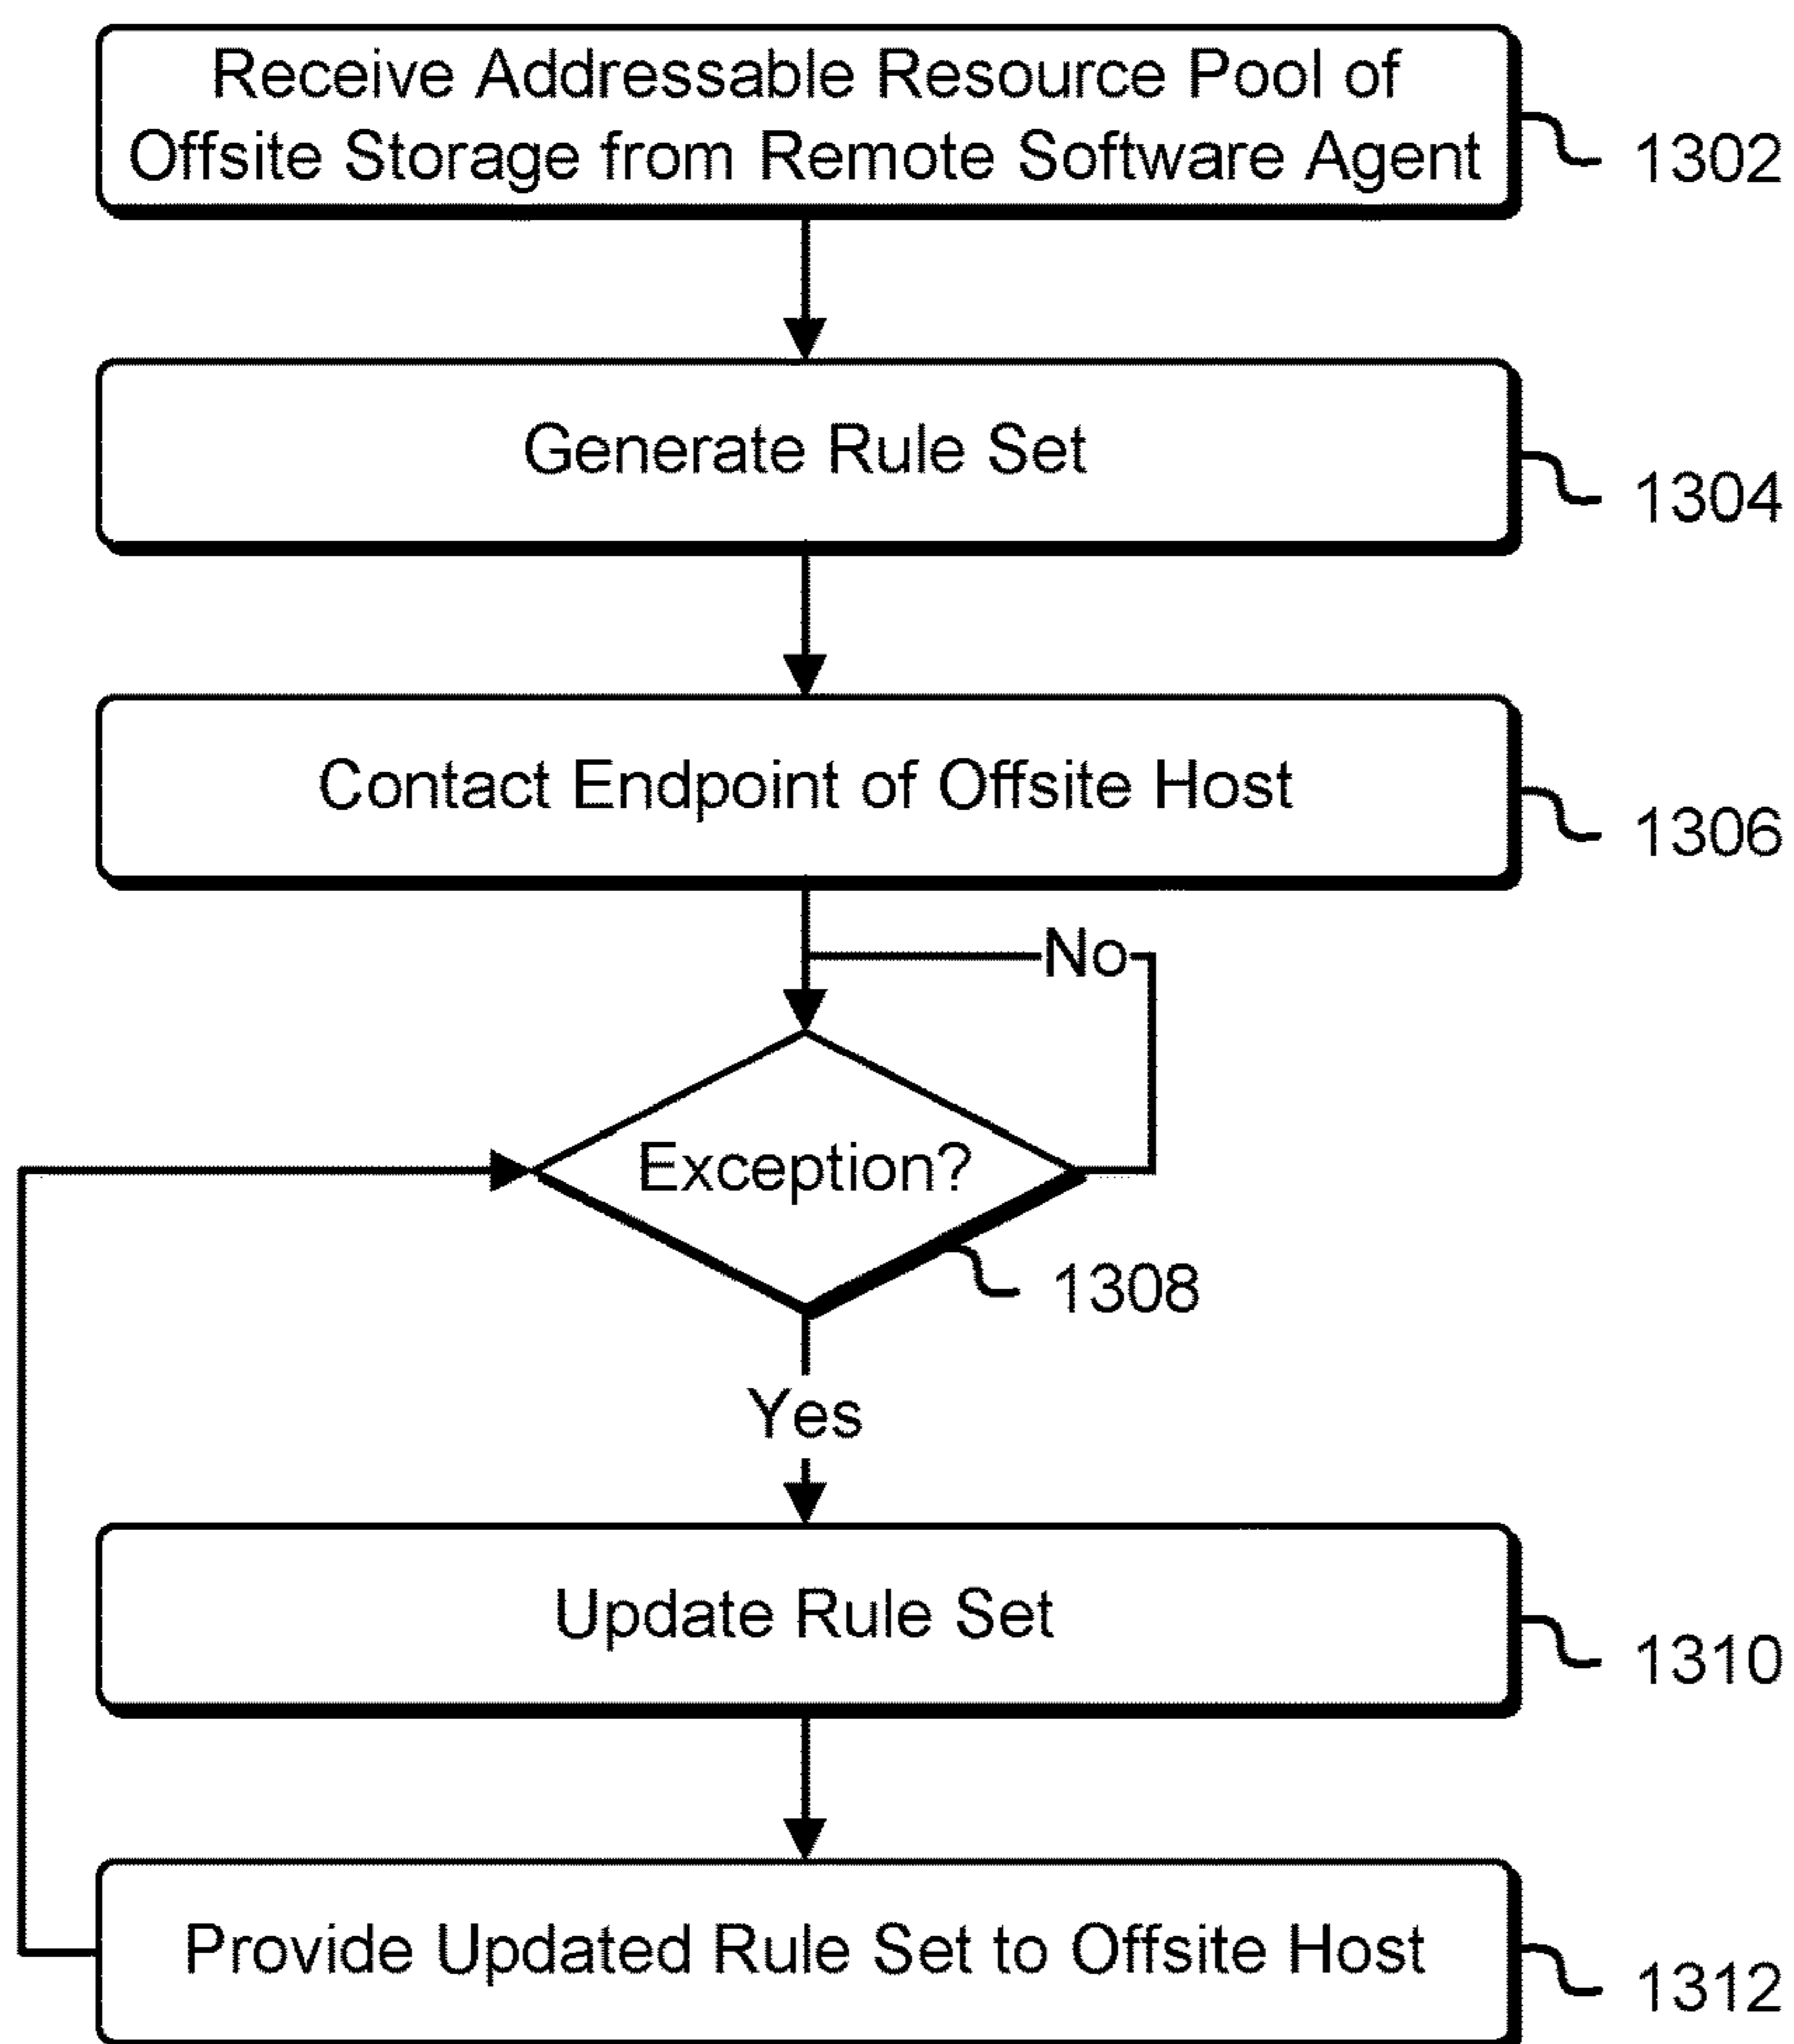 Receive Addressable Resource Pool of
Offsite Storage from Remote Software Agent
1302
Generate Rule Set
1304
Contact Endpoint of Offsite Host
1306
No
Exception?
1308
Yes
Update Rule Set
1310
Provide Updated Rule Set to Offsite Host
1312